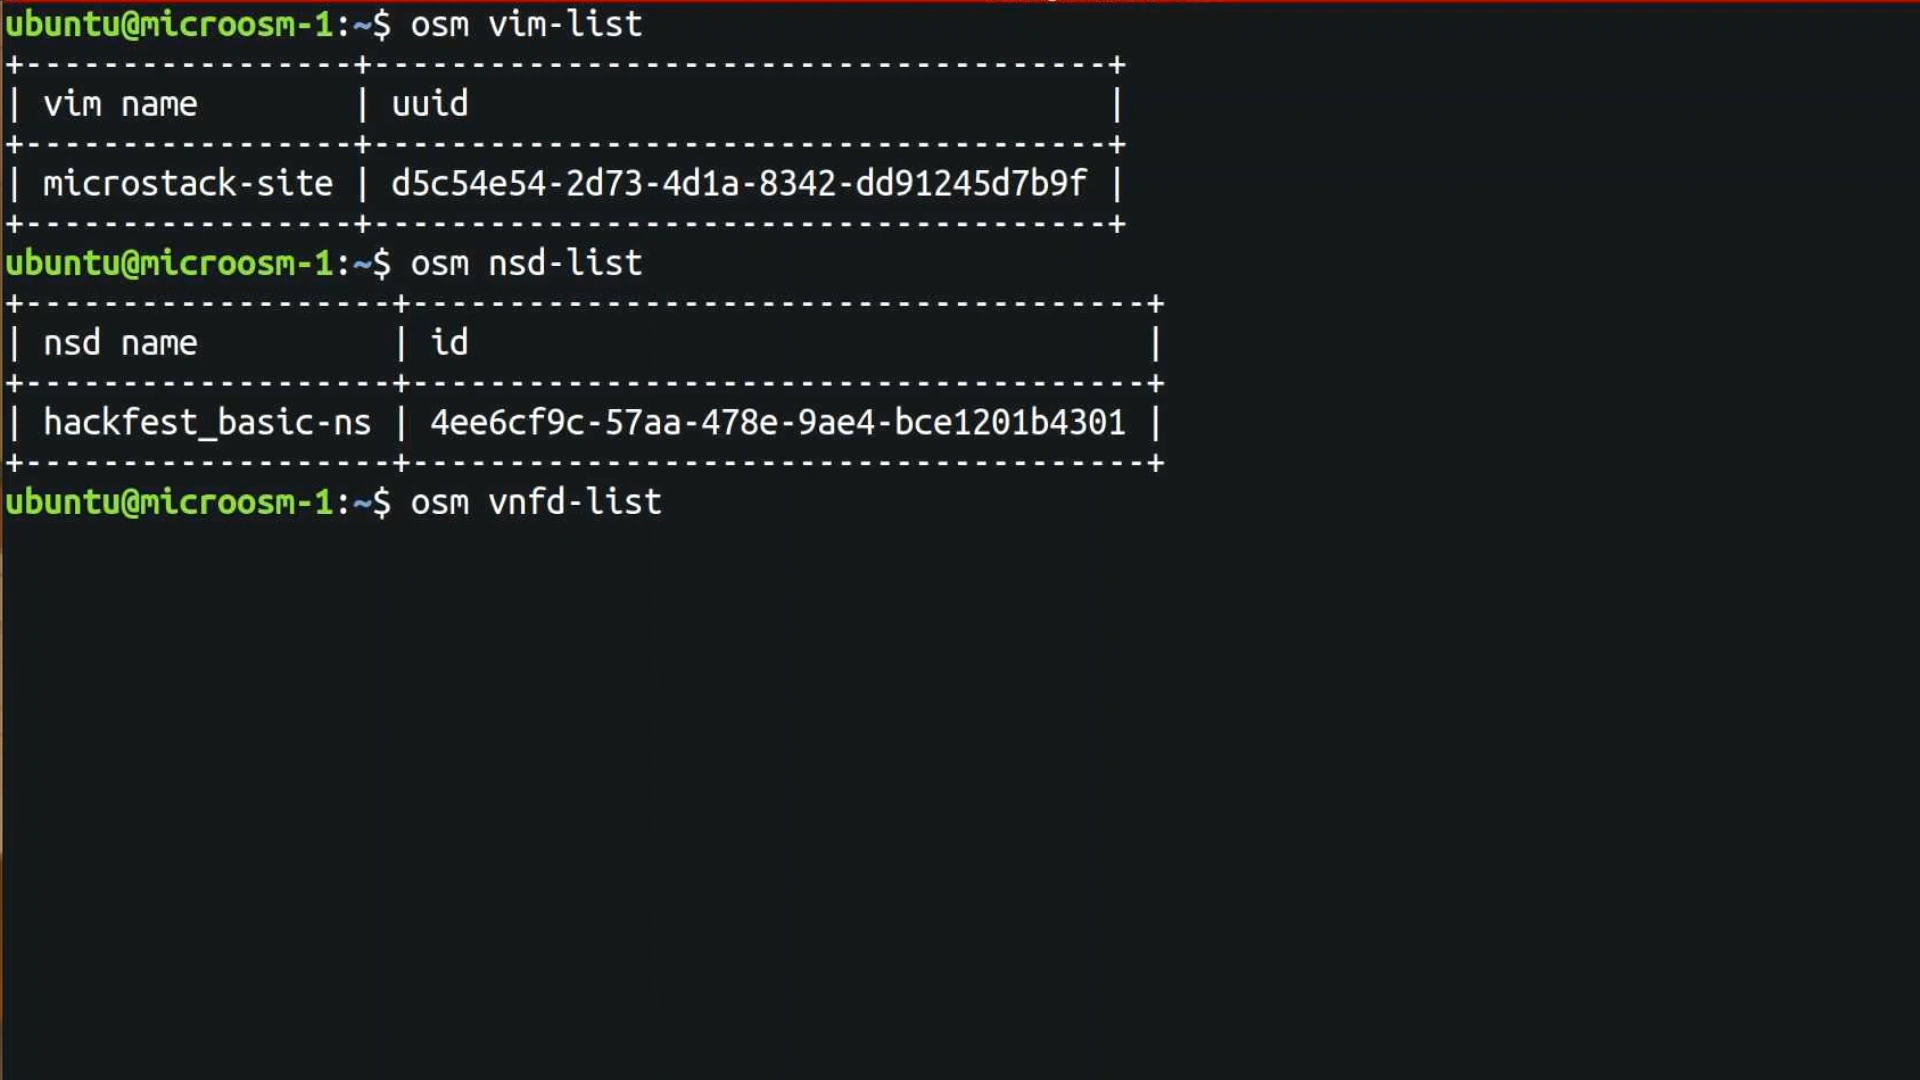 ubuntu@microosm-1:~$ osm vim-list
+-----------------+--------------------------------------+
| vim name        | uuid                                 |
+-----------------+--------------------------------------+
| microstack-site | d5c54e54-2d73-4d1a-8342-dd91245d7b9f |
+-----------------+--------------------------------------+
ubuntu@microosm-1:~$ osm nsd-list
+-------------------+--------------------------------------+
| nsd name          | id                                   |
+-------------------+--------------------------------------+
| hackfest_basic-ns | 4ee6cf9c-57aa-478e-9ae4-bce1201b4301 |
+-------------------+--------------------------------------+
ubuntu@microosm-1:~$ osm vnfd-list